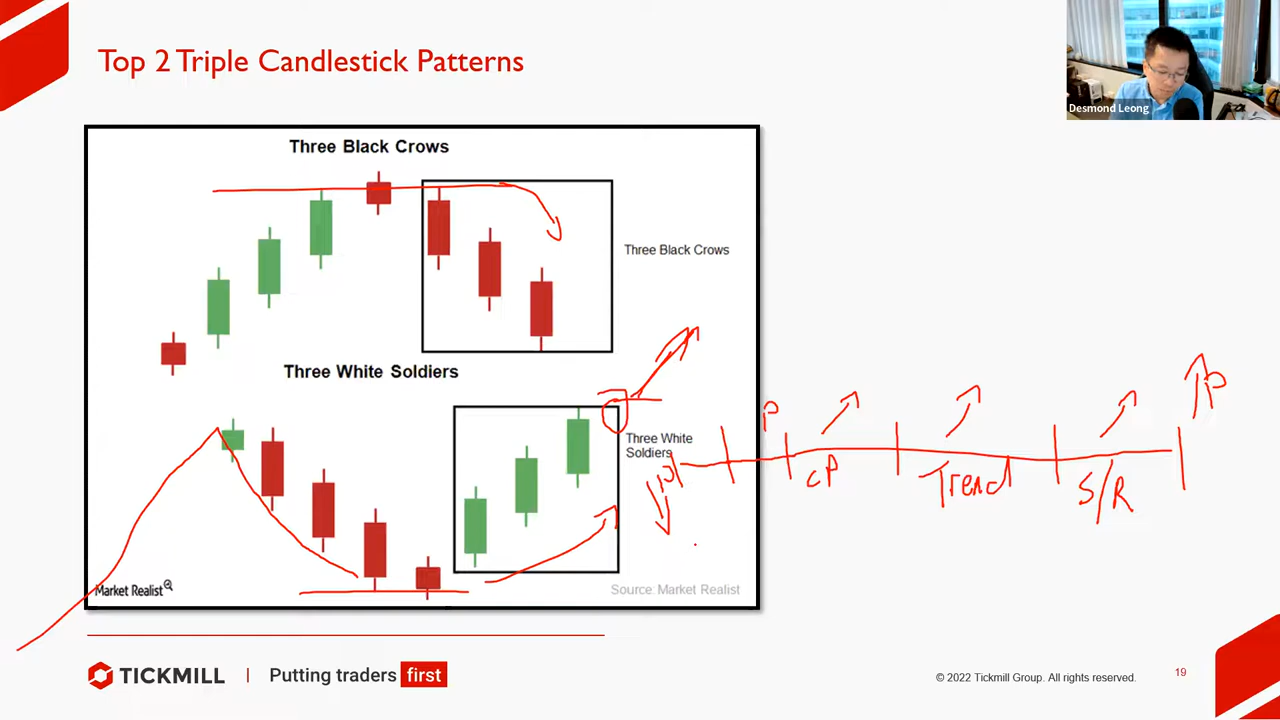 Top 2 Triple Candlestick Patterns
Desmond Leong
Three Black Crows
Three Black Crows
Three White Soldiers
Three White
Soldiers
P
P
CP
Trend
S/R
Market Realist
Source: Market Realist
TICKMILL
Putting traders first
© 2022 Tickmill Group. All rights reserved.
19